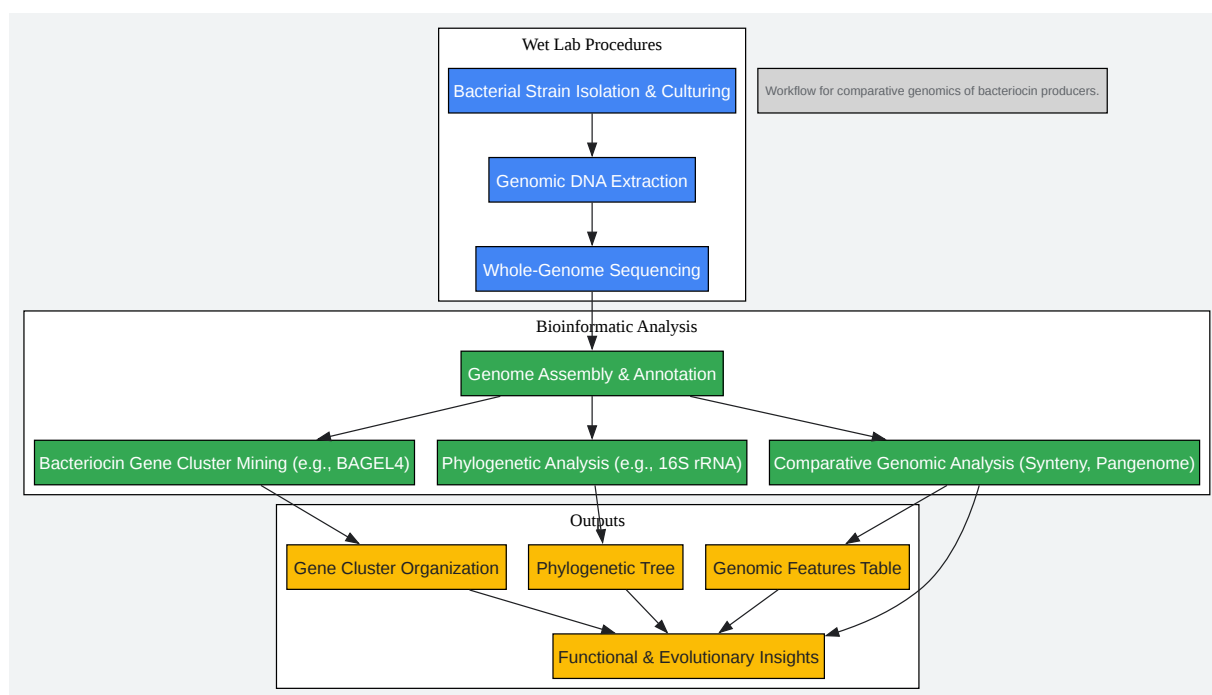 Wet Lab Procedures
Bacterial Strain Isolation & Culturing
Workflow for comparative genomics of bacteriocin producers.
Genomic DNA Extraction
Whole-Genome Sequencing
Bioinformatic Analysis
Genome Assembly & Annotation
Bacteriocin Gene Cluster Mining (e.g., BAGEL4)
Phylogenetic Analysis (e.g., 16S rRNA)
Comparative Genomic Analysis (Synteny, Pangenome)
Outputs
Gene Cluster Organization
Phylogenetic Tree
Genomic Features Table
Functional & Evolutionary Insights